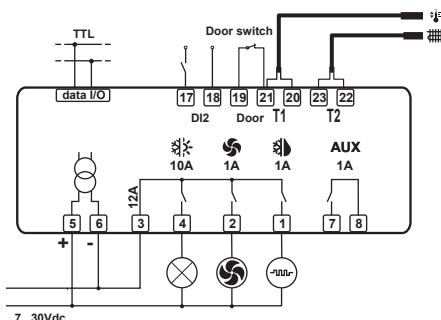 TTL
Door switch
data I/O
17 18 19 21 20 23 22
DI2 Door T1 T2
AUX
10A 1A 1A 1A
12A
5 6 3 4 2 1 7 8
+ -
7...30Vdc